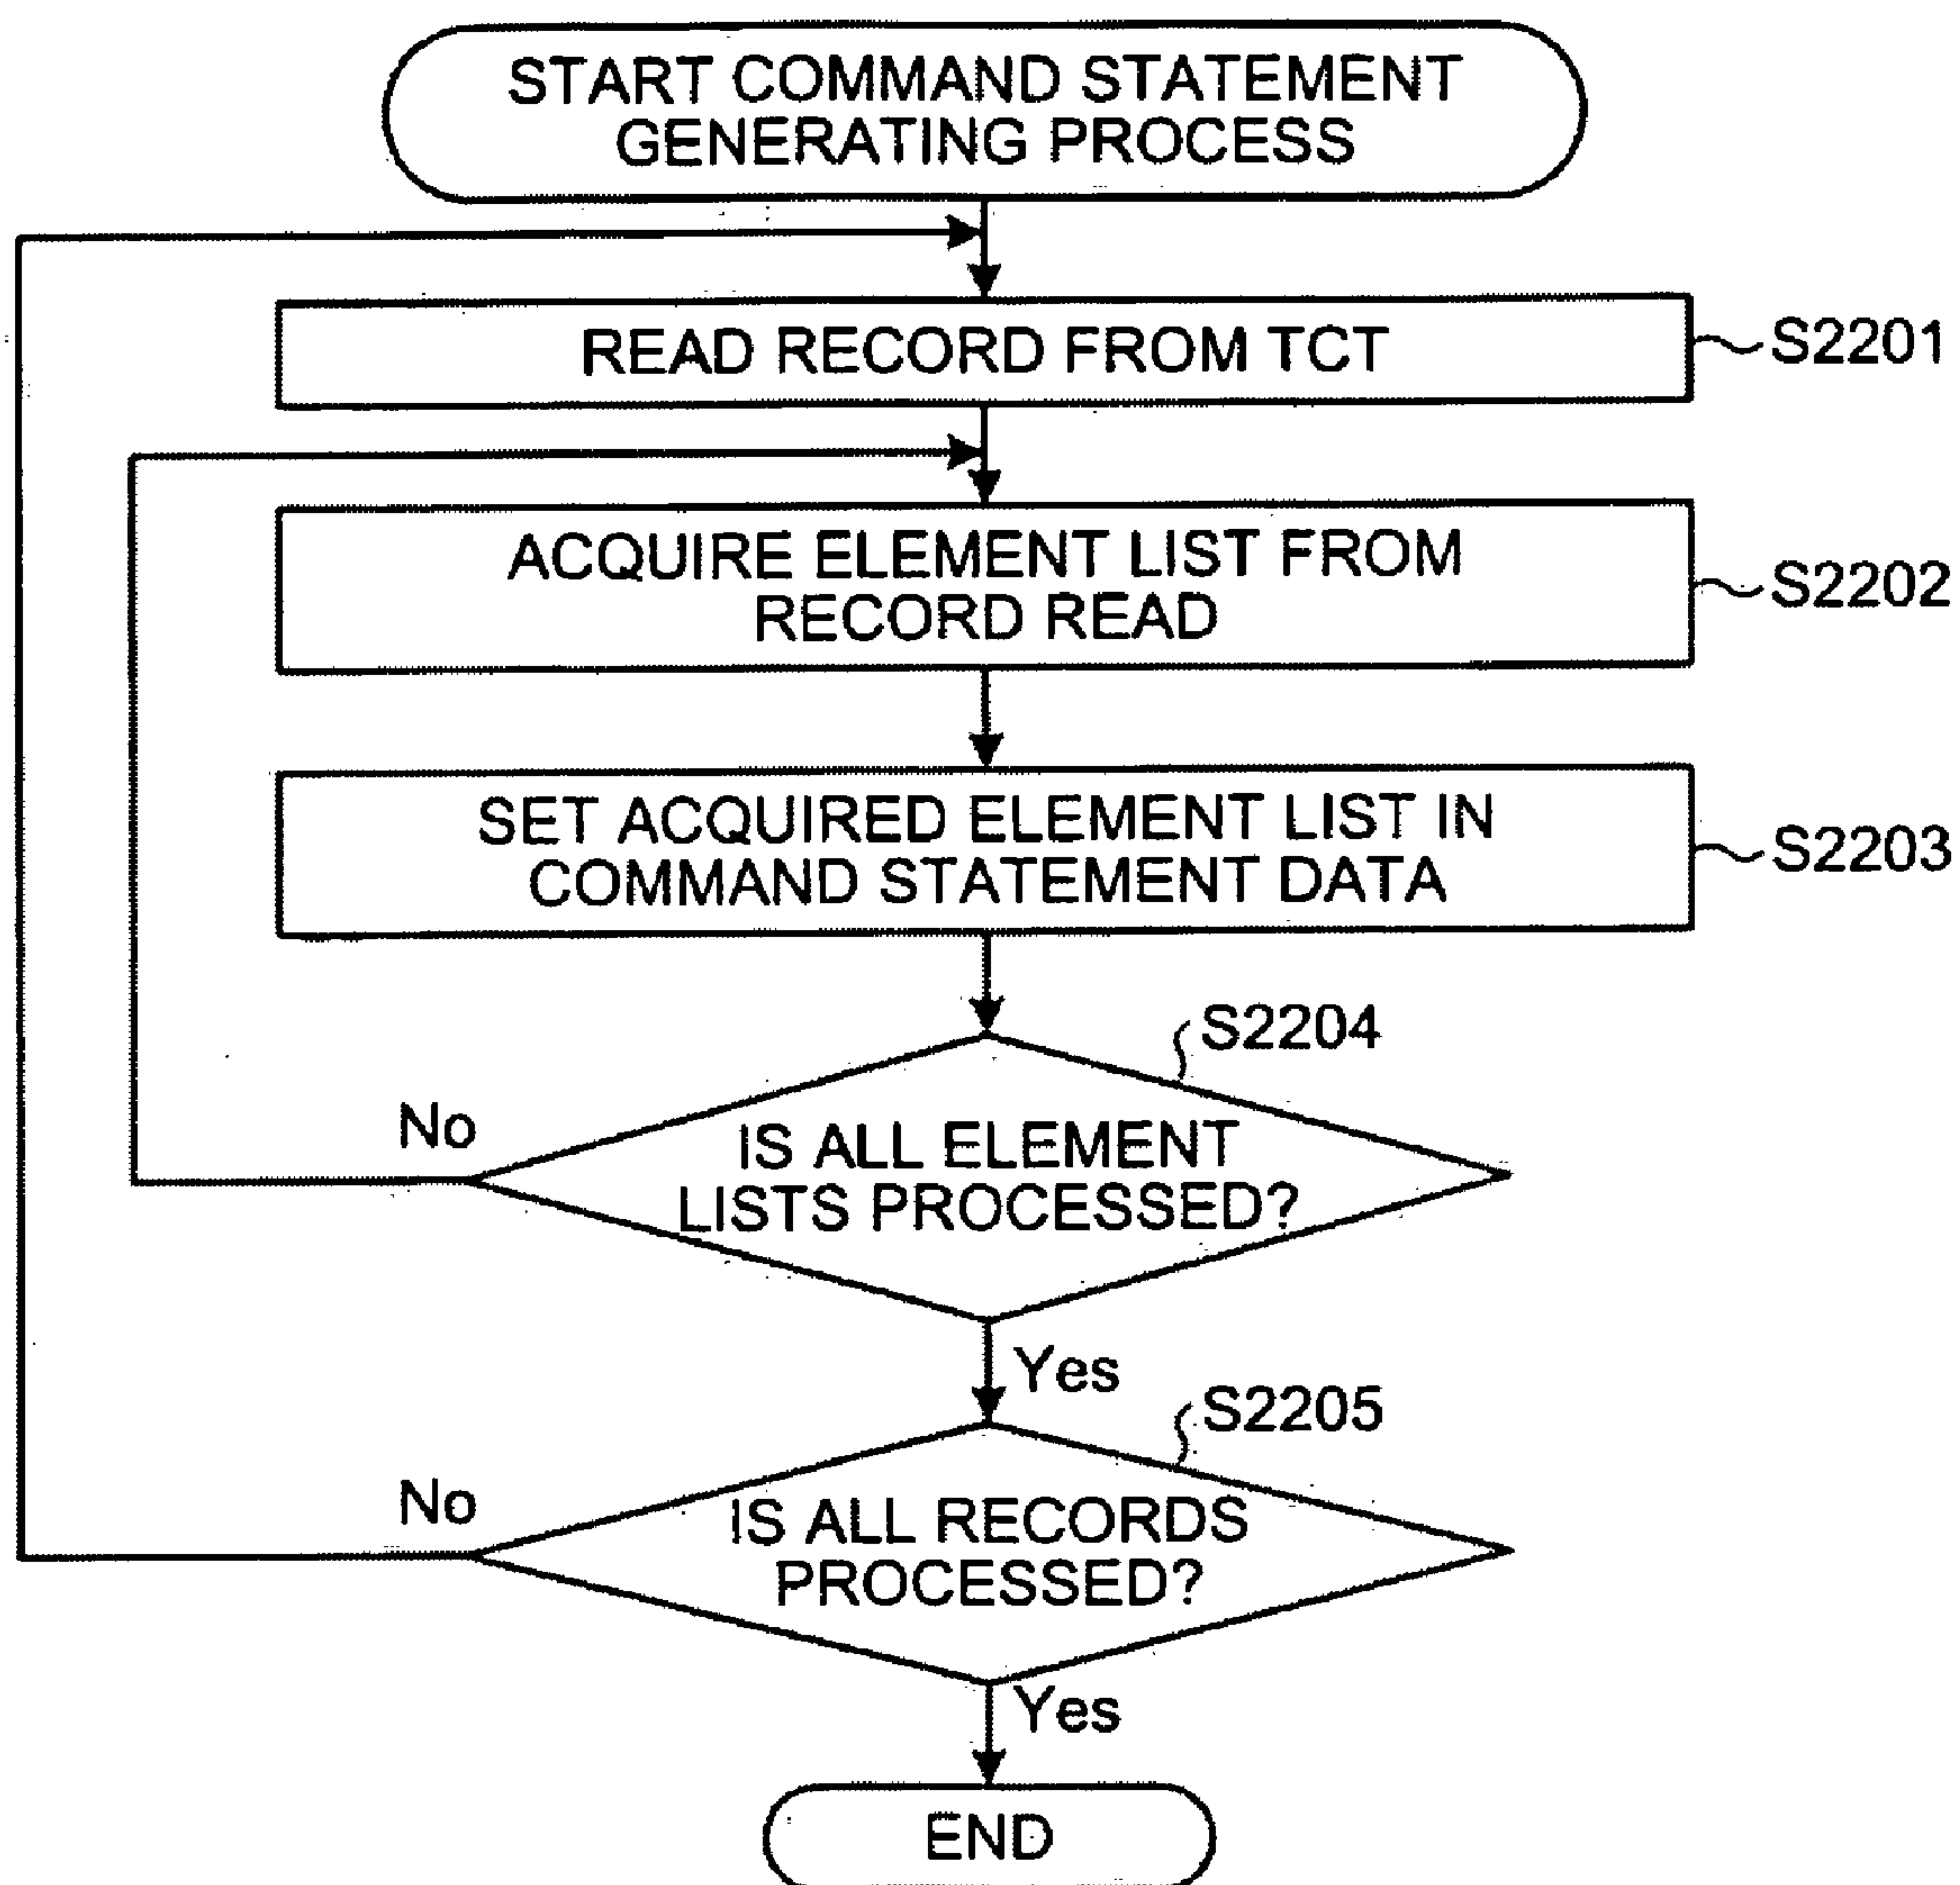 START COMMAND STATEMENT
GENERATING PROCESS
READ RECORD FROM TCT
S2201
ACQUIRE ELEMENT LIST FROM
RECORD READ
S2202
SET ACQUIRED ELEMENT LIST IN
COMMAND STATEMENT DATA
S2203
S2204
No
IS ALL ELEMENT
LISTS PROCESSED?
Yes
S2205
No
IS ALL RECORDS
PROCESSED?
Yes
END